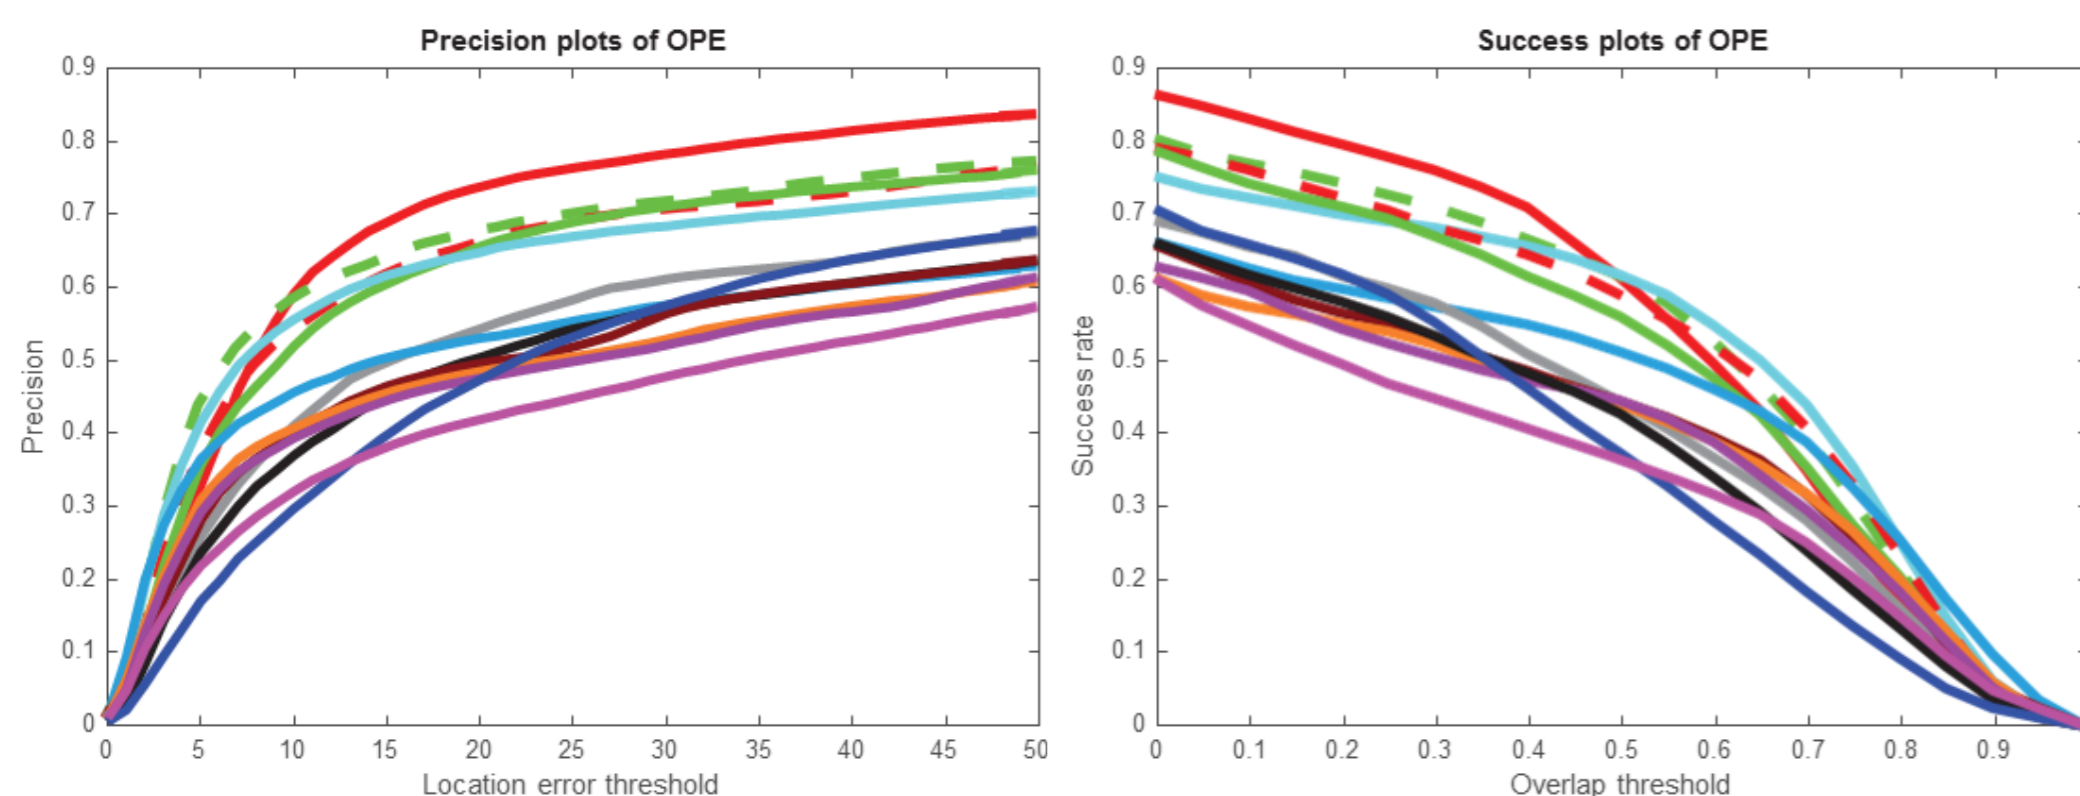 Precision plots of OPE
0.9
0.8
0.7
0.6
0.5
0.4
0.3
0.2
0.1
0
Precision
0 5 10 15 20 25 30 35 40 45 50
Location error threshold
Success plots of OPE
0.9
0.8
0.7
0.6
0.5
0.4
0.3
0.2
0.1
0
Success rate
0 0.1 0.2 0.3 0.4 0.5 0.6 0.7 0.8 0.9
Overlap threshold